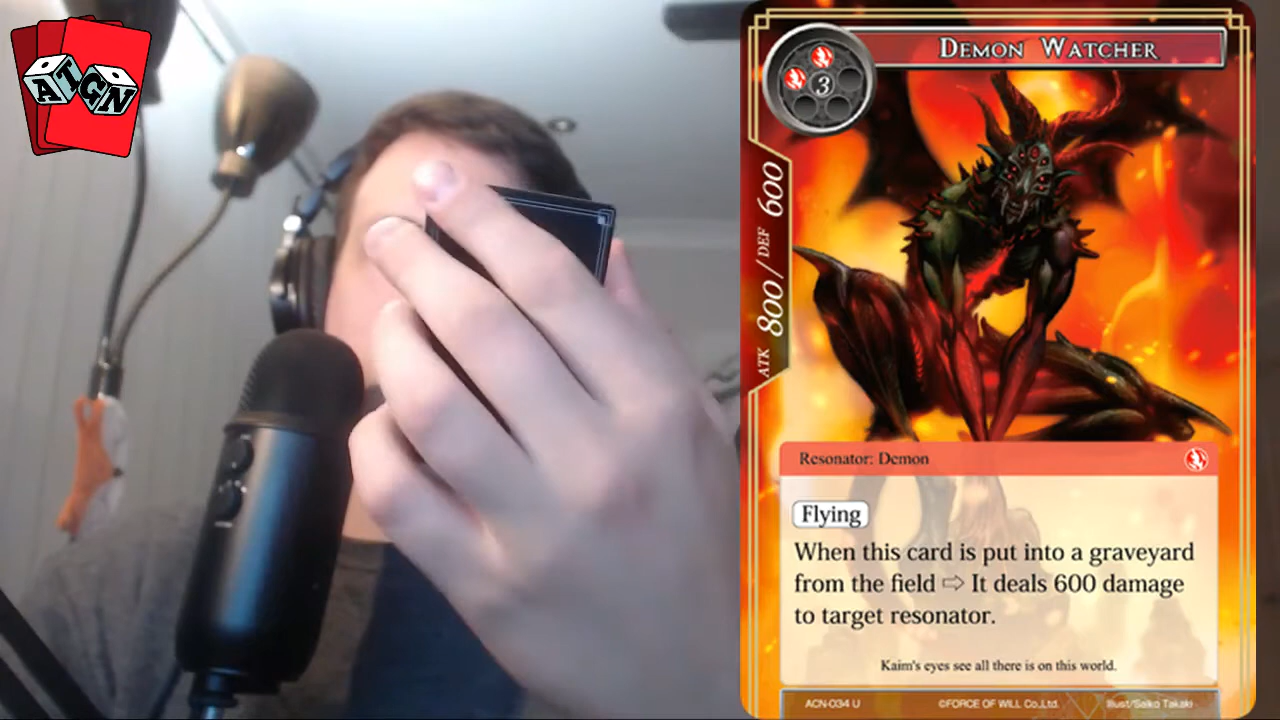 ATCN
DEMON WATCHER
3
ATK 800 / DEF 600
Resonator: Demon
Flying
When this card is put into a graveyard
from the field ⇨ It deals 600 damage
to target resonator.
Kaim's eyes see all there is on this world.
ACN-034 U ©FORCE OF WILL Co.,Ltd. Illust/Saiko Takaki